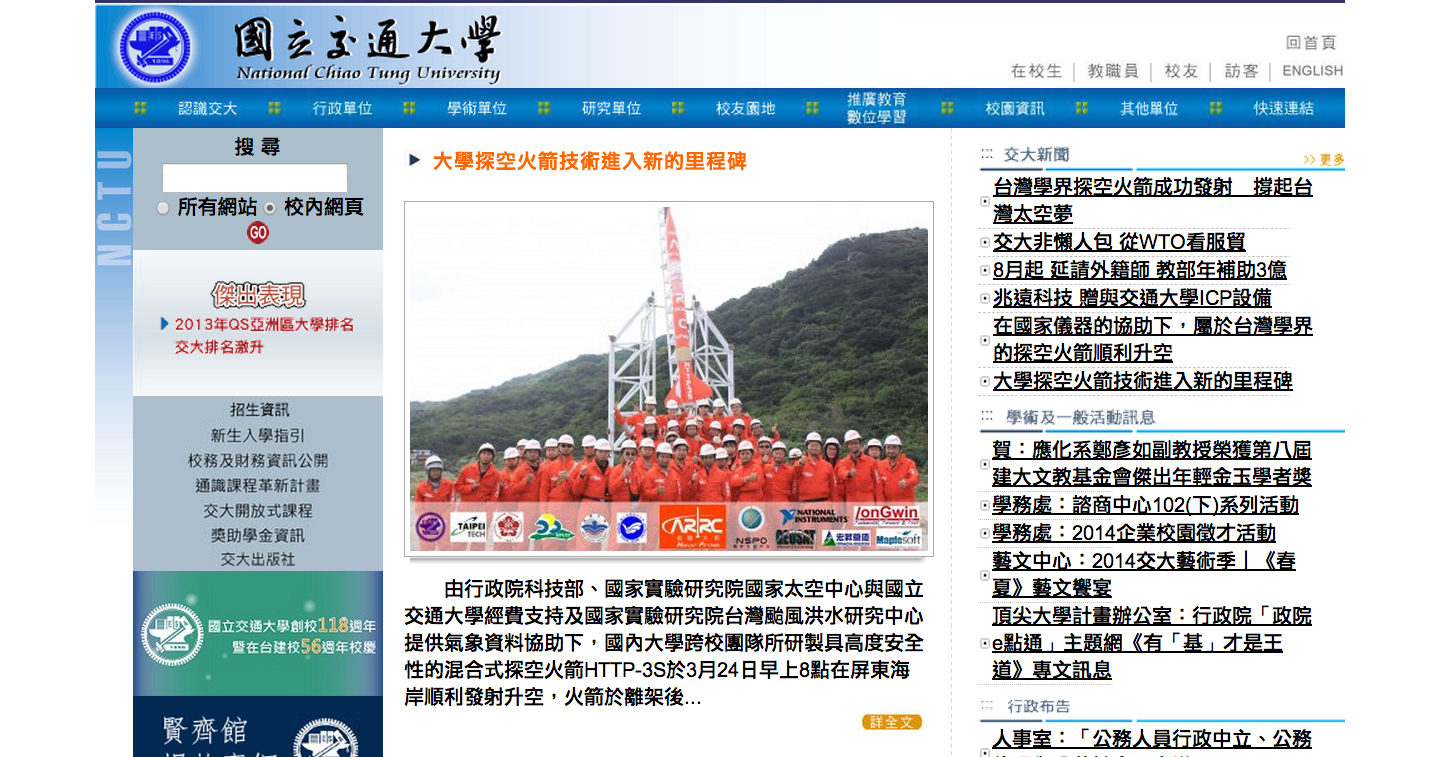 國立交通大學
National Chiao Tung University
回首頁
在校生 | 教職員 | 校友 | 訪客 | ENGLISH
認識交大
行政單位
學術單位
研究單位
校友園地
推廣教育
數位學習
校園資訊
其他單位
快速連結
NCTU
搜 尋
所有網站 校內網頁
GO
傑出表現
2013年QS亞洲區大學排名
交大排名激升
招生資訊
新生入學指引
校務及財務資訊公開
通識課程革新計畫
交大開放式課程
獎助學金資訊
交大出版社
國立交通大學創校118週年
暨在台建校56週年校慶
賢齊館
大學探空火箭技術進入新的里程碑
TAIPEI
TECH
ARRC
NSPO
NATIONAL
INSTRUMENTS
GEOSAT
JonGwin
宏昇營造
Maplesoft
由行政院科技部、國家實驗研究院國家太空中心與國立
交通大學經費支持及國家實驗研究院台灣颱風洪水研究中心
提供氣象資料協助下，國內大學跨校團隊所研製具高度安全
性的混合式探空火箭HTTP-3S於3月24日早上8點在屏東海
岸順利發射升空，火箭於離架後...
詳全文
交大新聞
>> 更多
台灣學界探空火箭成功發射　撐起台
灣太空夢
交大非懶人包 從WTO看服貿
8月起 延請外籍師 教部年補助3億
兆遠科技 贈與交通大學ICP設備
在國家儀器的協助下，屬於台灣學界
的探空火箭順利升空
大學探空火箭技術進入新的里程碑
學術及一般活動訊息
賀：應化系鄭彥如副教授榮獲第八屆
建大文教基金會傑出年輕金玉學者獎
學務處：諮商中心102(下)系列活動
學務處：2014企業校園徵才活動
藝文中心：2014交大藝術季｜《春
夏》藝文饗宴
頂尖大學計畫辦公室：行政院「政院
e點通」主題網《有「基」才是王
道》專文訊息
行政布告
人事室：「公務人員行政中立、公務